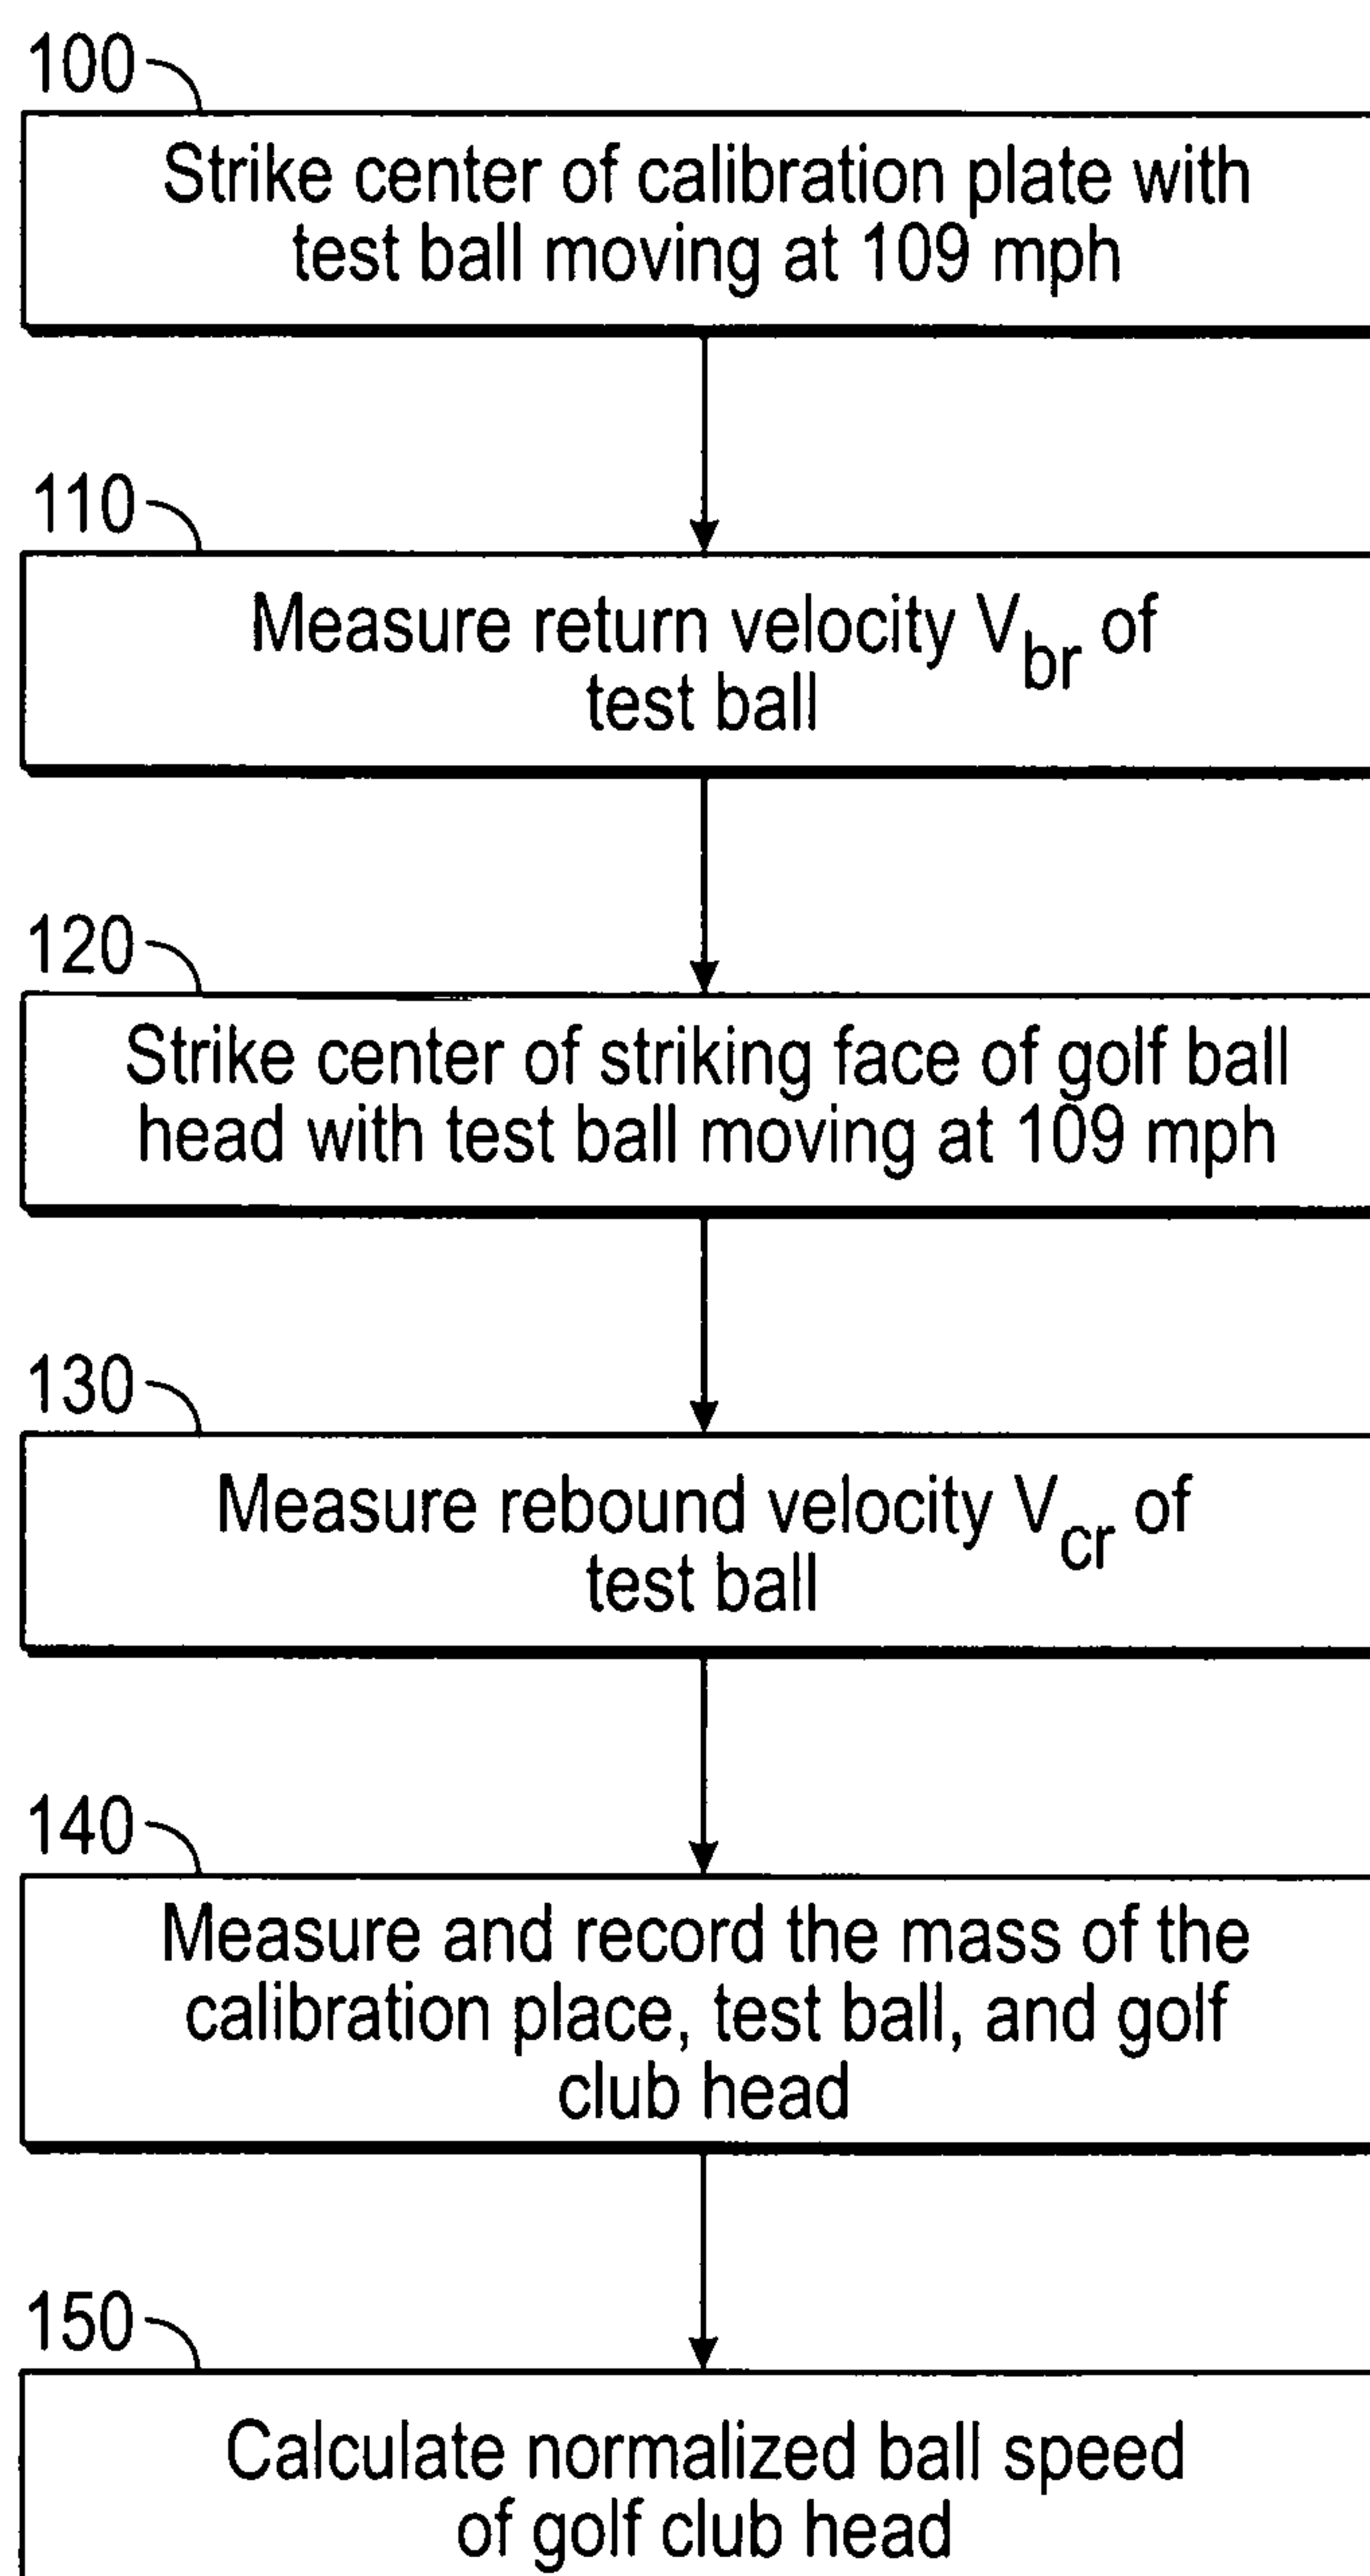 100
Strike center of calibration plate with
test ball moving at 109 mph
110
Measure return velocity Vbr of
test ball
120
Strike center of striking face of golf ball
head with test ball moving at 109 mph
130
Measure rebound velocity Vcr of
test ball
140
Measure and record the mass of the
calibration place, test ball, and golf
club head
150
Calculate normalized ball speed
of golf club head